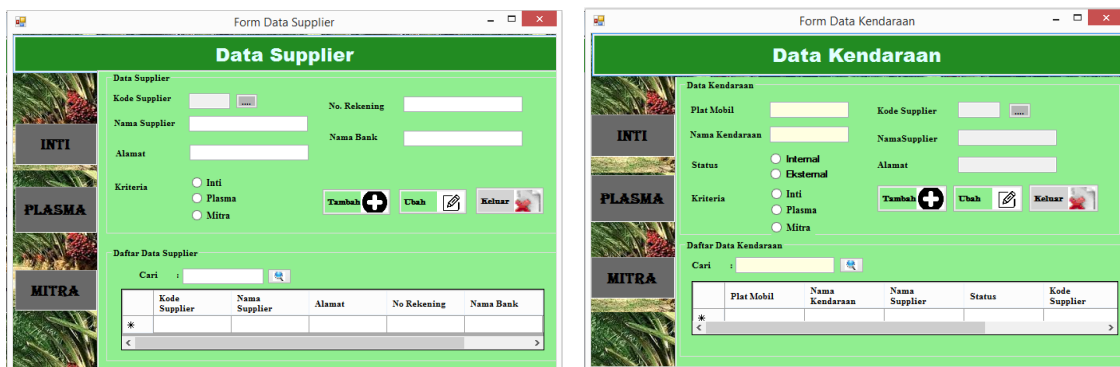 Form Data Supplier
Data Supplier
INTI
PLASMA
MITRA
Data Supplier
Kode Supplier
....
No. Rekening
Nama Supplier
Nama Bank
Alamat
Kriteria
Inti
Plasma
Mitra
Tambah
Ubah
Keluar
Daftar Data Supplier
Cari :
Kode Supplier
Nama Supplier
Alamat
No Rekening
Nama Bank
Form Data Kendaraan
Data Kendaraan
INTI
PLASMA
MITRA
Data Kendaraan
Plat Mobil
Kode Supplier
....
Nama Kendaraan
NamaSupplier
Status
Internal
Eksternal
Alamat
Kriteria
Inti
Plasma
Mitra
Tambah
Ubah
Keluar
Daftar Data Kendaraan
Cari :
Plat Mobil
Nama Kendaraan
Nama Supplier
Status
Kode Supplier